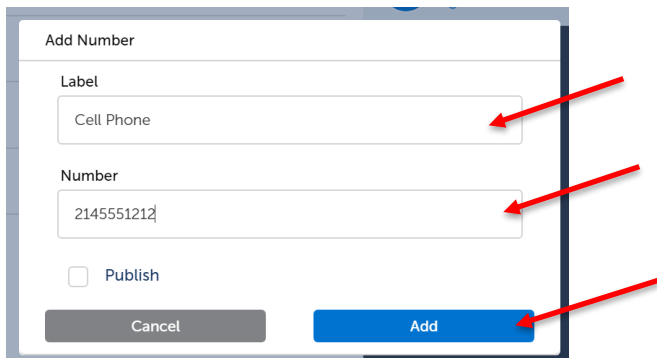 Add Number
Label
Cell Phone
Number
2145551212
Publish
Cancel
Add